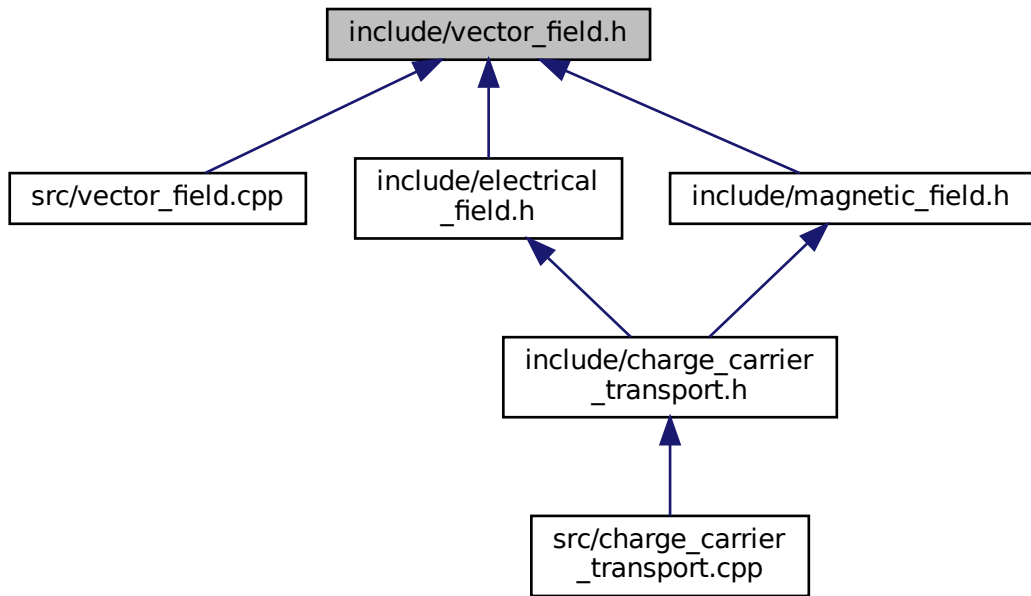 include/vector_field.h
src/vector_field.cpp
include/electrical
_field.h
include/magnetic_field.h
include/charge_carrier
_transport.h
src/charge_carrier
_transport.cpp